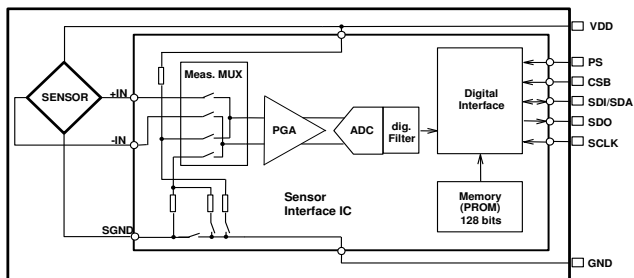 VDD
PS
CSB
SDI/SDA
SDO
SCLK
GND
SENSOR
+IN
-IN
SGND
Meas. MUX
PGA
ADC
dig.
Filter
Digital
Interface
Memory
(PROM)
128 bits
Sensor
Interface IC